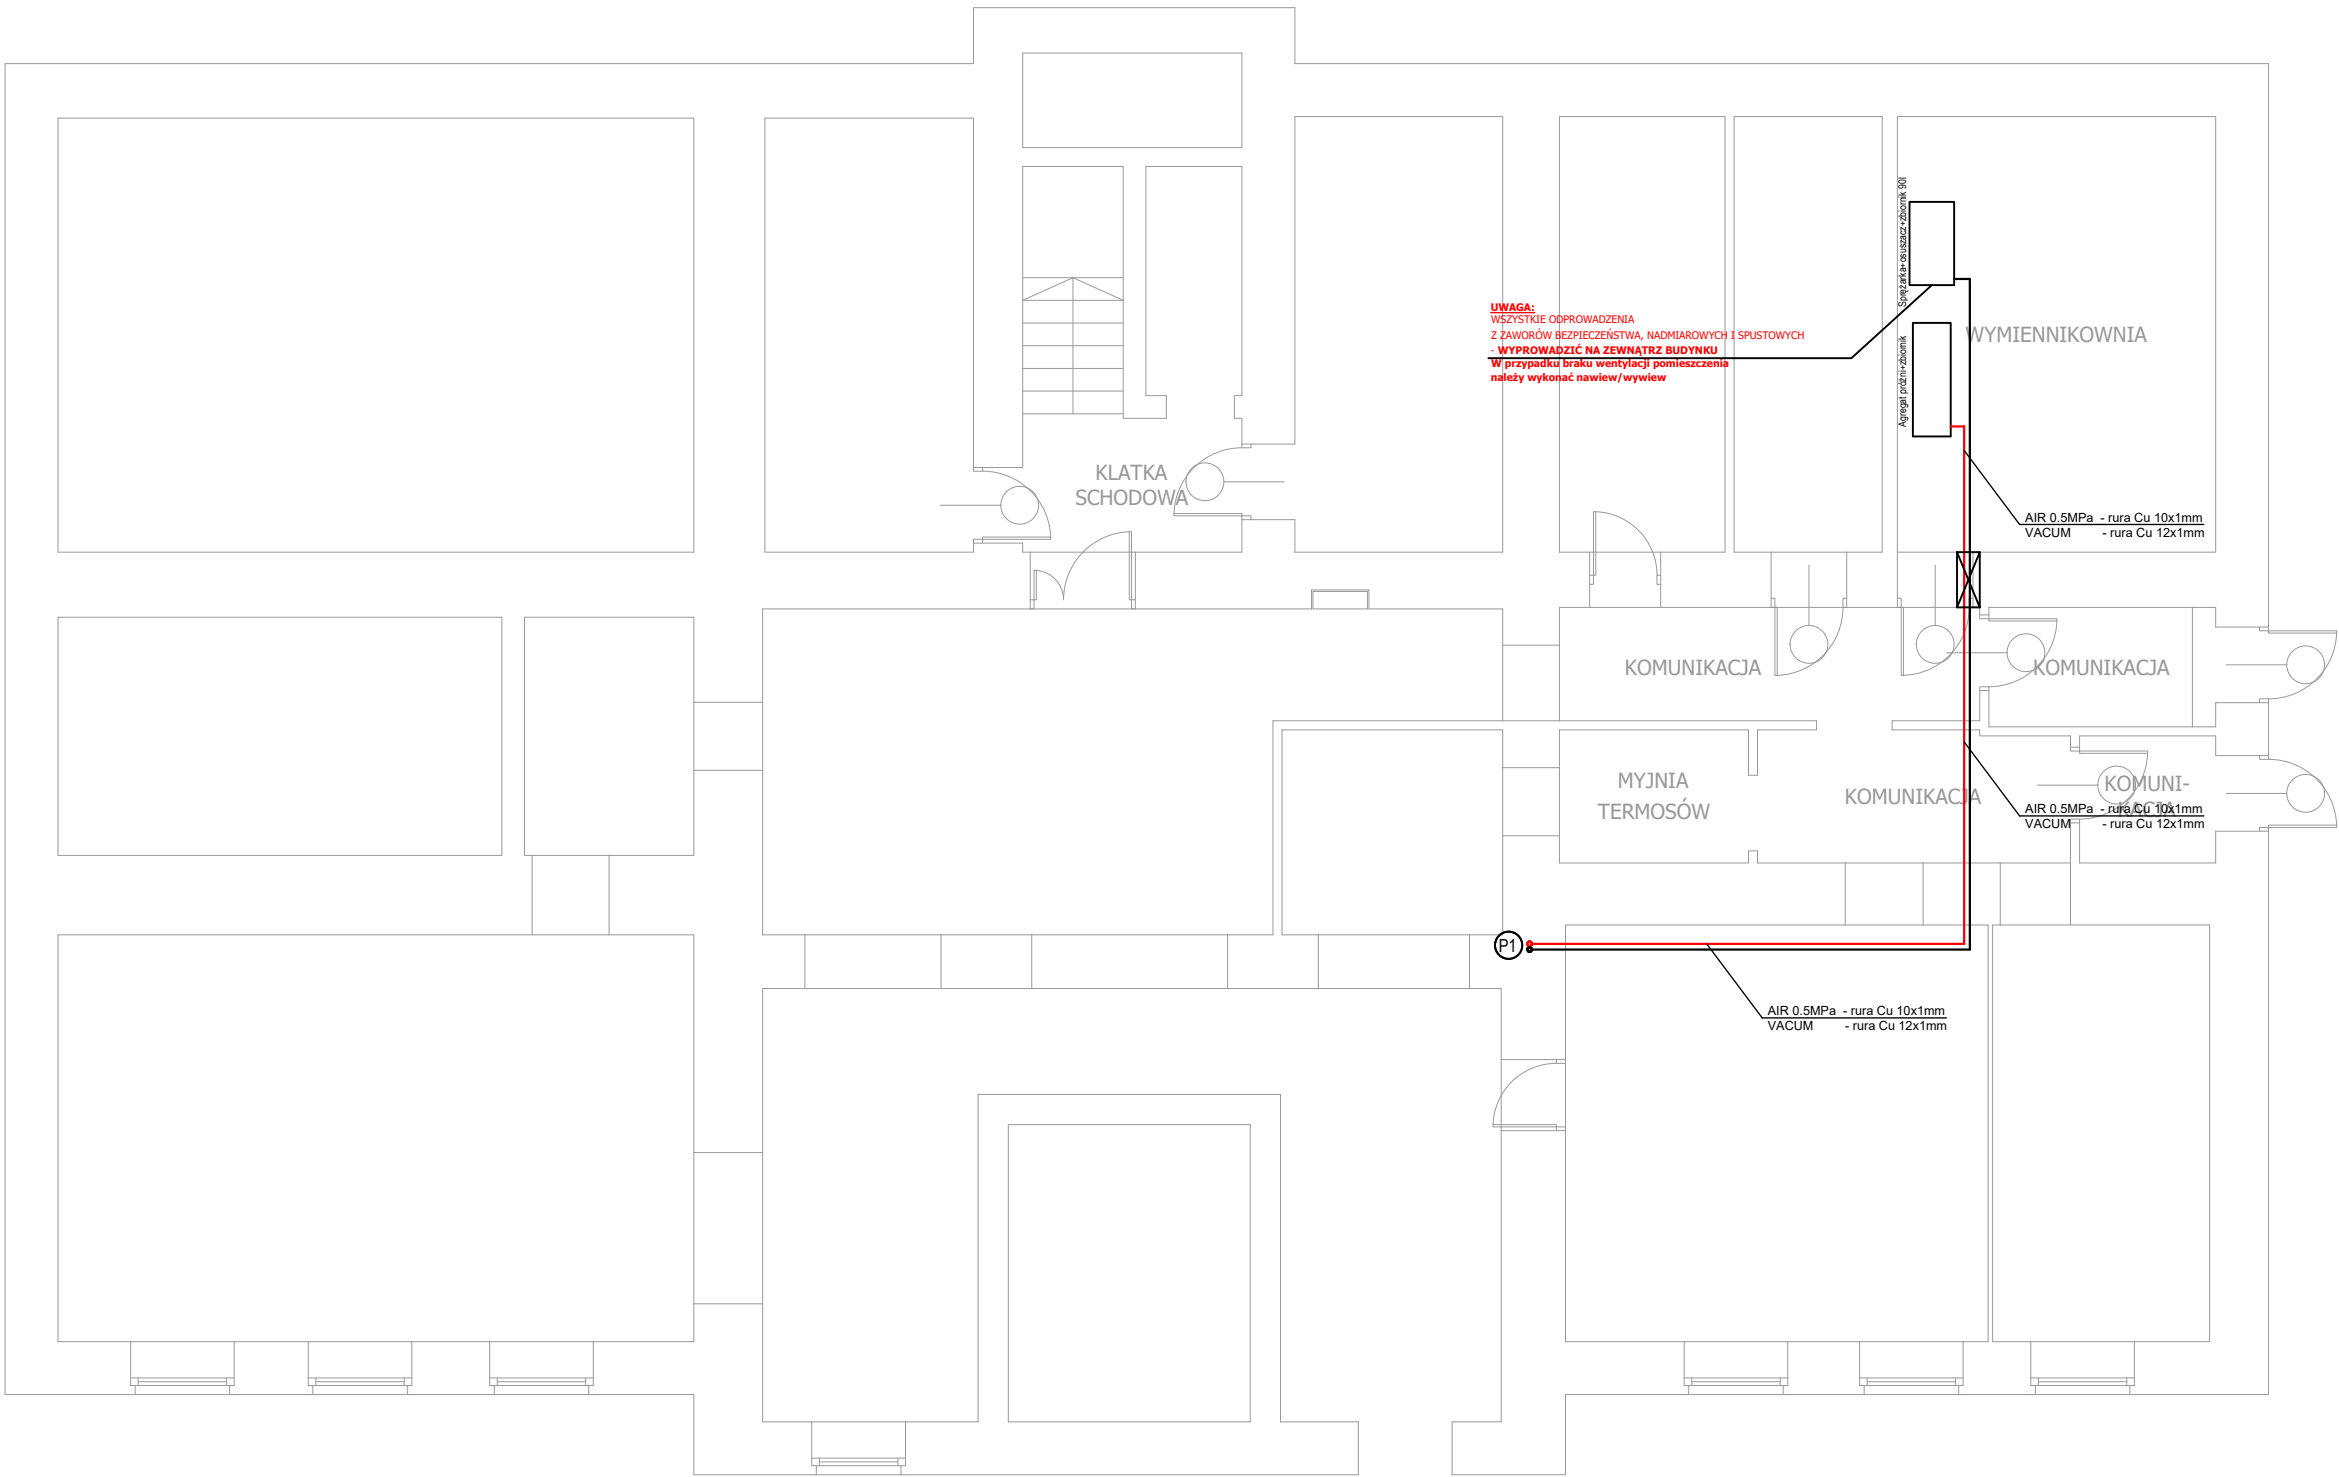 Sprężarka+osuszacz+zbiornik 90l
UWAGA:
WSZYSTKIE ODPROWADZENIA
Z ZAWORÓW BEZPIECZEŃSTWA, NADMIAROWYCH I SPUSTOWYCH
- WYPROWADZIĆ NA ZEWNĄTRZ BUDYNKU
W przypadku braku wentylacji pomieszczenia
należy wykonać nawiew/wywiew
WYMIENNIKOWNIA
Agregat próżni+zbiornik
KLATKA
SCHODOWA
AIR 0.5MPa - rura Cu 10x1mm
VACUM - rura Cu 12x1mm
KOMUNIKACJA
KOMUNIKACJA
MYJNIA
TERMOSÓW
KOMUNIKACJA
KOMUNI-
KACJA
AIR 0.5MPa - rura Cu 10x1mm
VACUM - rura Cu 12x1mm
P1
AIR 0.5MPa - rura Cu 10x1mm
VACUM - rura Cu 12x1mm